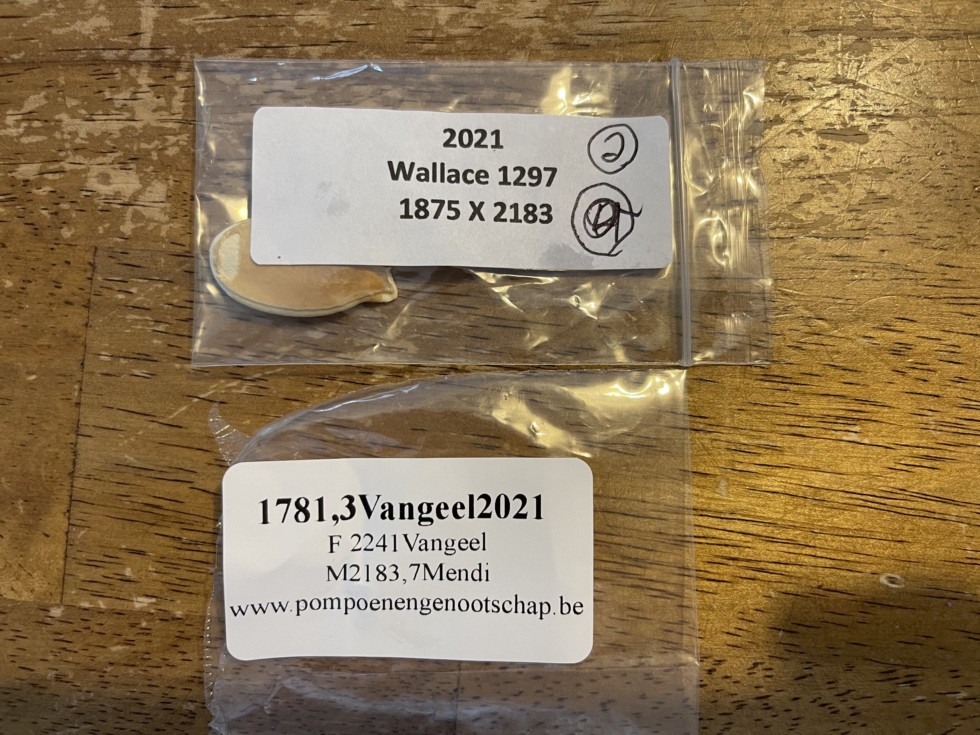 2021
Wallace 1297
1875 X 2183
2
1781,3Vangeel2021
F 2241Vangeel
M2183,7Mendi
www.pompoenengenootschap.be